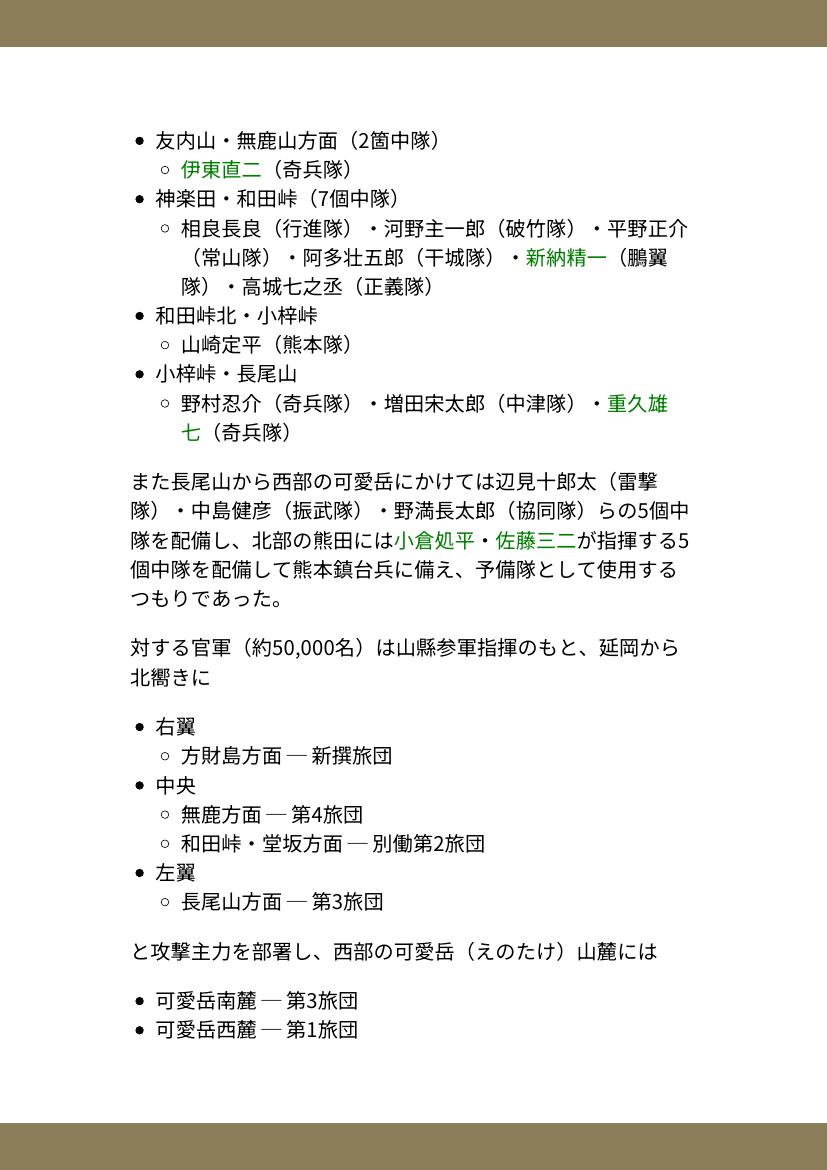 • 友内山・無鹿山方面（2箇中隊）
○ 伊東直二（奇兵隊）
• 神楽田・和田峠（7個中隊）
○ 相良長良（行進隊）・河野主一郎（破竹隊）・平野正介
（常山隊）・阿多壮五郎（干城隊）・新納精一（鵬翼
隊）・高城七之丞（正義隊）
• 和田峠北・小梓峠
○ 山崎定平（熊本隊）
• 小梓峠・長尾山
○ 野村忍介（奇兵隊）・増田宋太郎（中津隊）・重久雄
七（奇兵隊）
また長尾山から西部の可愛岳にかけては辺見十郎太（雷撃
隊）・中島健彦（振武隊）・野満長太郎（協同隊）らの5個中
隊を配備し、北部の熊田には小倉処平・佐藤三二が指揮する5
個中隊を配備して熊本鎮台兵に備え、予備隊として使用する
つもりであった。
対する官軍（約50,000名）は山縣参軍指揮のもと、延岡から
北嚮きに
• 右翼
○ 方財島方面 ― 新撰旅団
• 中央
○ 無鹿方面 ― 第4旅団
○ 和田峠・堂坂方面 ― 別働第2旅団
• 左翼
○ 長尾山方面 ― 第3旅団
と攻撃主力を部署し、西部の可愛岳（えのたけ）山麓には
• 可愛岳南麓 ― 第3旅団
• 可愛岳西麓 ― 第1旅団